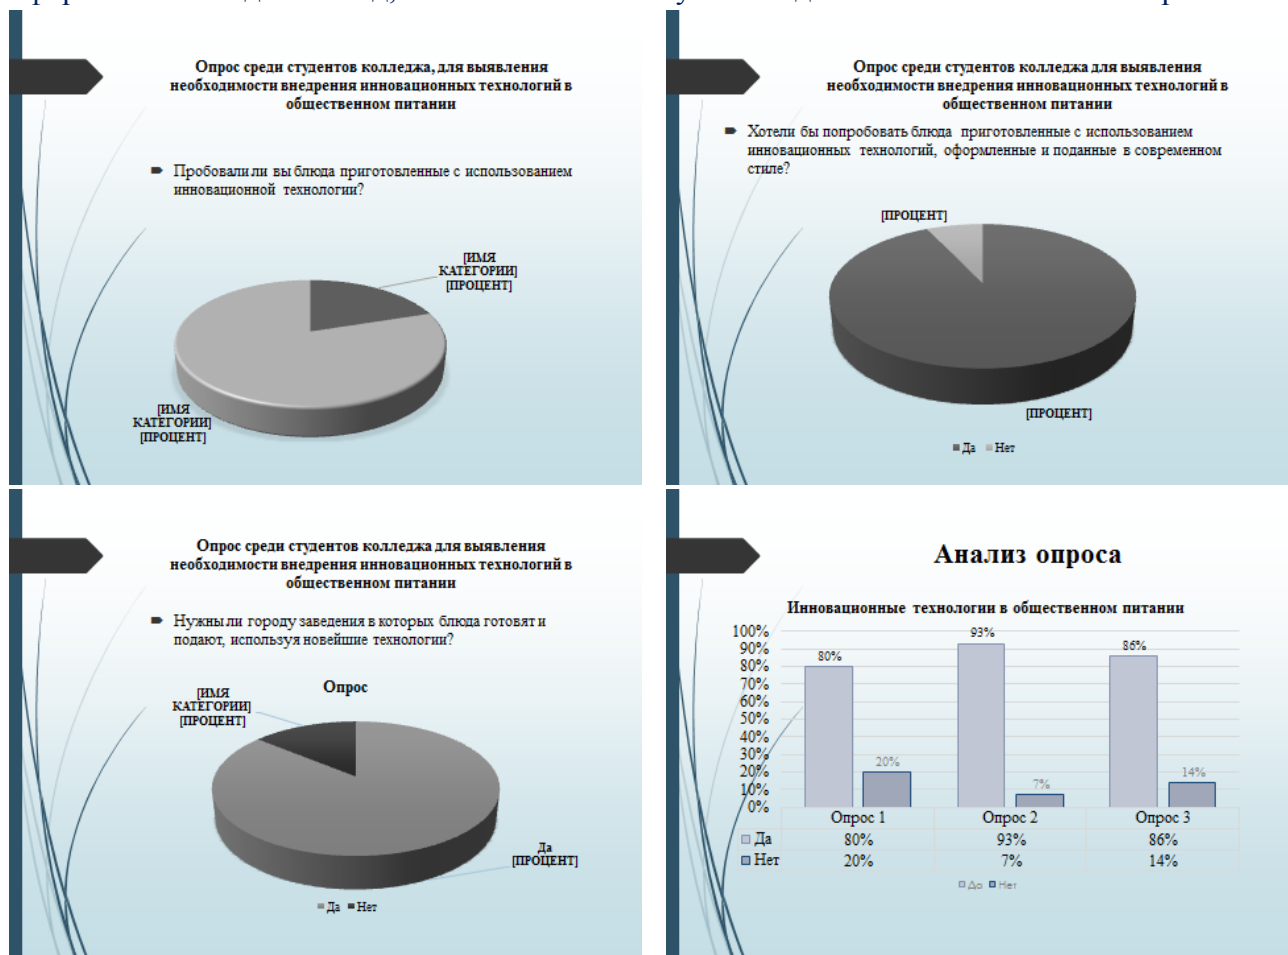 Опрос среди студентов колледжа, для выявления
необходимости внедрения инновационных технологий в
общественном питании
Пробовали ли вы блюда приготовленные с использованием
инновационной технологии?
[ИМЯ
КАТЕГОРИИ]
[ПРОЦЕНТ]
[ИМЯ
КАТЕГОРИИ]
[ПРОЦЕНТ]
Опрос среди студентов колледжа для выявления
необходимости внедрения инновационных технологий в
общественном питании
Хотели бы попробовать блюда приготовленные с использованием
инновационных технологий, оформленные и поданные в современном
стиле?
[ПРОЦЕНТ]
[ПРОЦЕНТ]
Да Нет
Опрос среди студентов колледжа для выявления
необходимости внедрения инновационных технологий в
общественном питании
Нужны ли городу заведения в которых блюда готовят и
подают, используя новейшие технологии?
Опрос
[ИМЯ
КАТЕГОРИИ]
[ПРОЦЕНТ]
Да
[ПРОЦЕНТ]
Да Нет
Анализ опроса
Инновационные технологии в общественном питании
100%
90%
80%
70%
60%
50%
40%
30%
20%
10%
0%
80% 93% 86%
20% 7% 14%
Опрос 1 Опрос 2 Опрос 3
Да 80% 93% 86%
Нет 20% 7% 14%
Да Нет